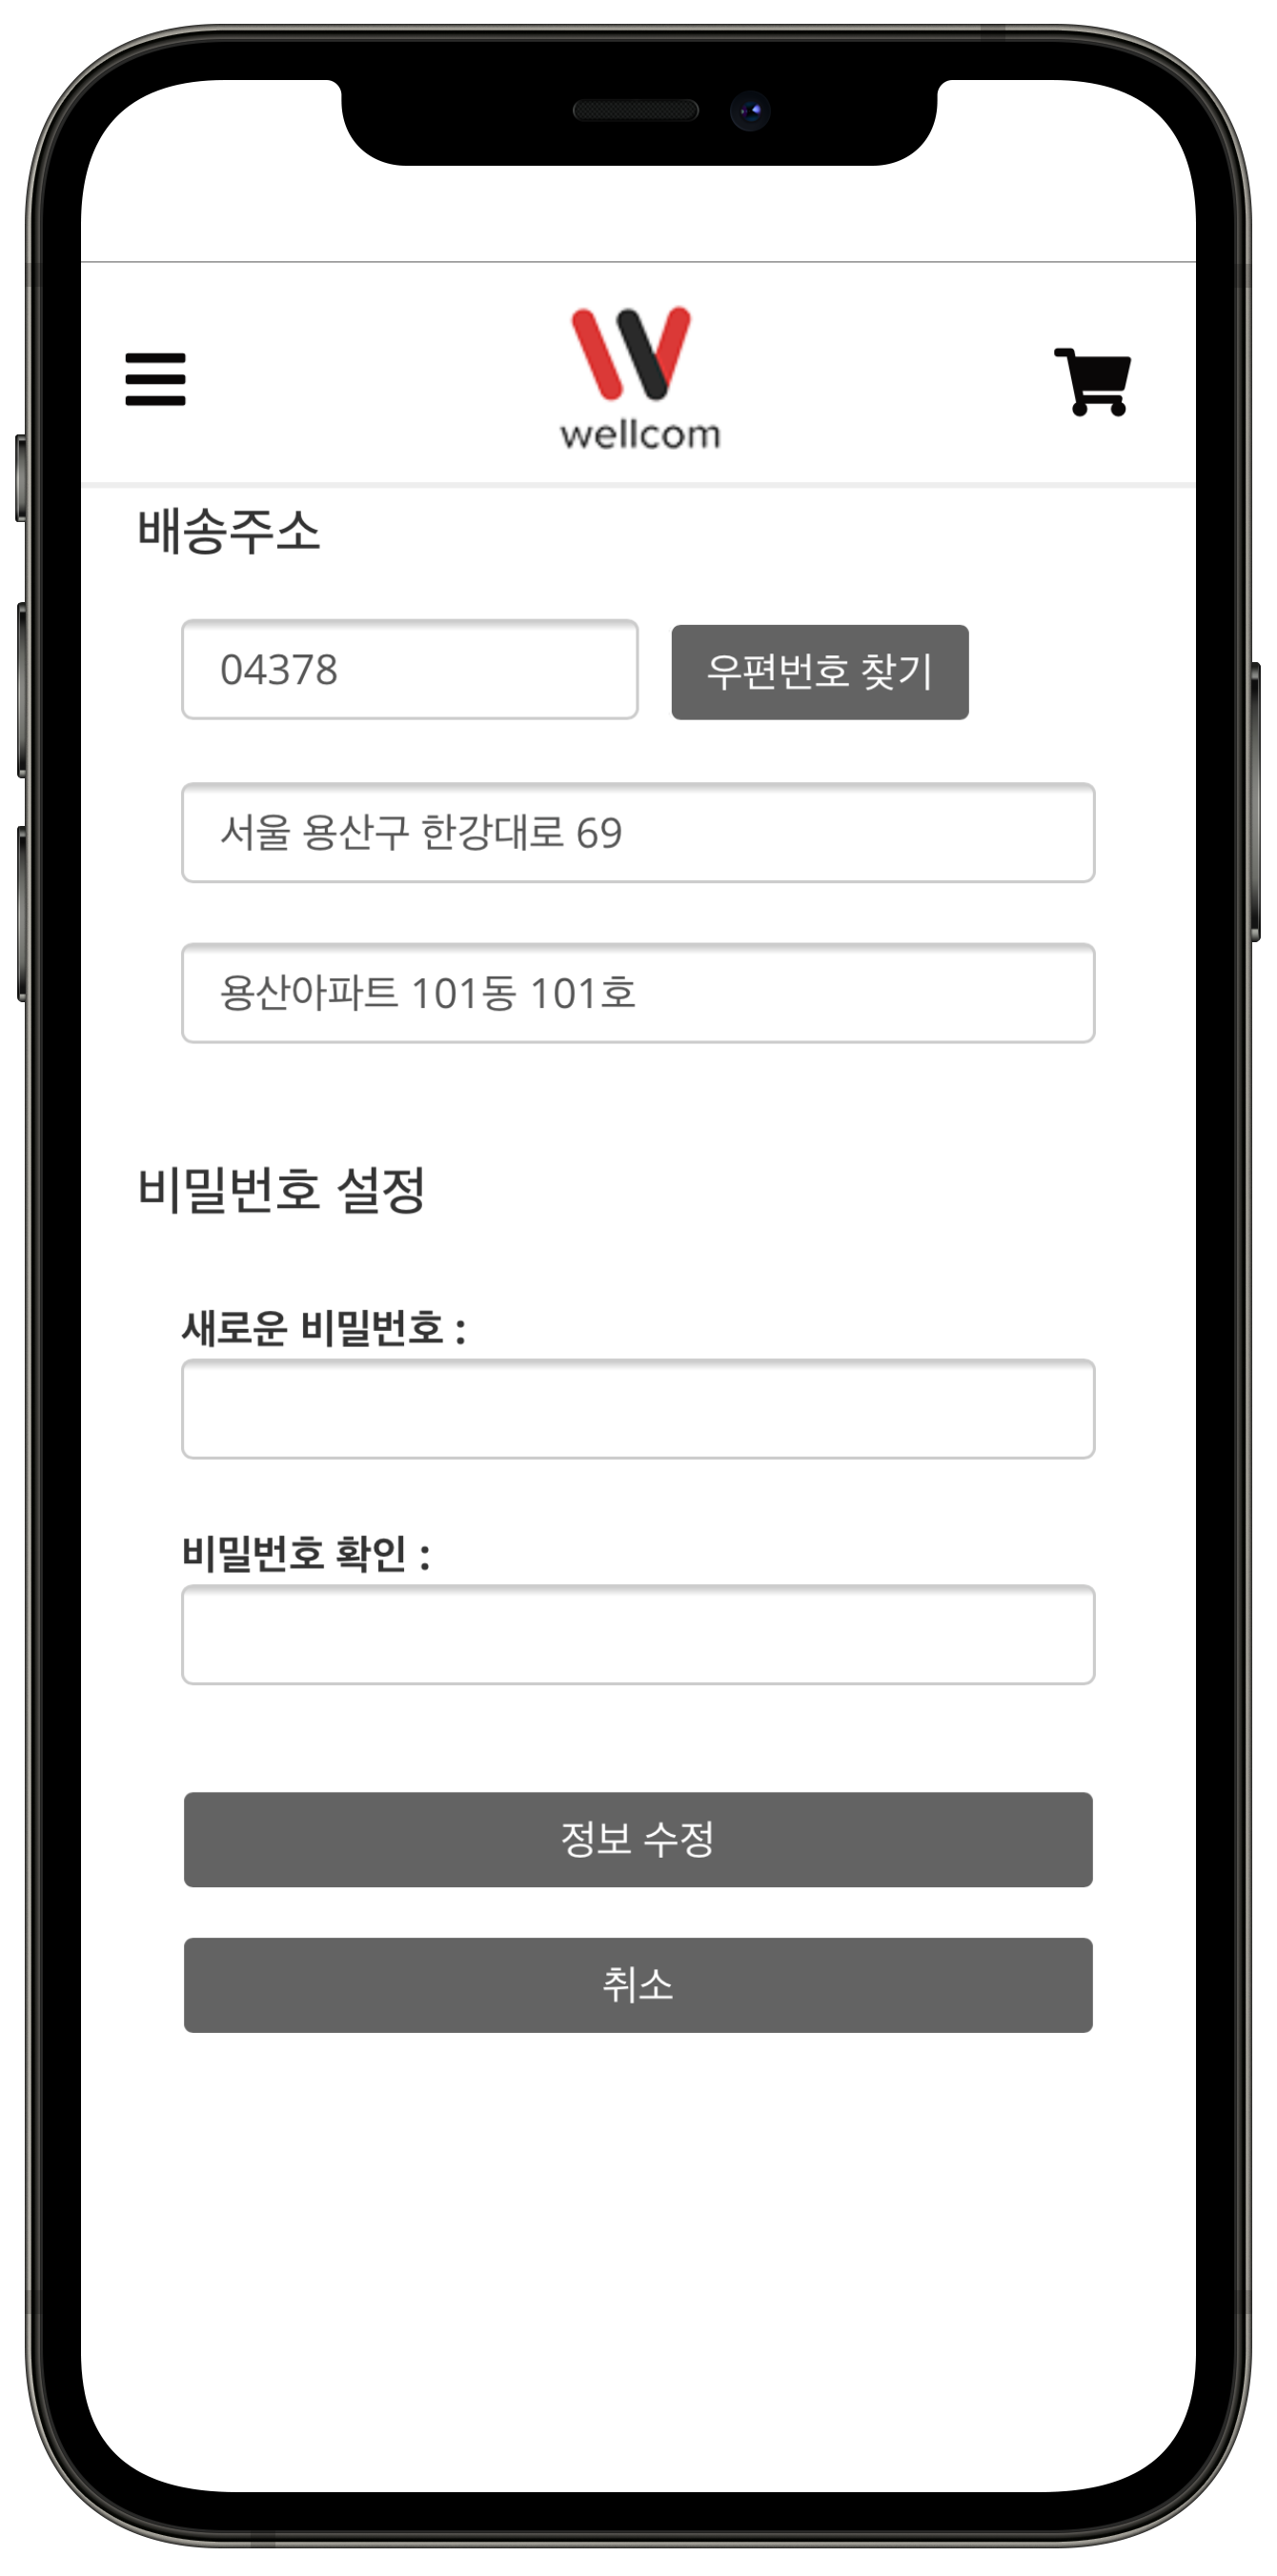 wellcom
배송주소
04378
우편번호 찾기
서울 용산구 한강대로 69
용산아파트 101동 101호
비밀번호 설정
새로운 비밀번호 :
비밀번호 확인 :
정보 수정
취소